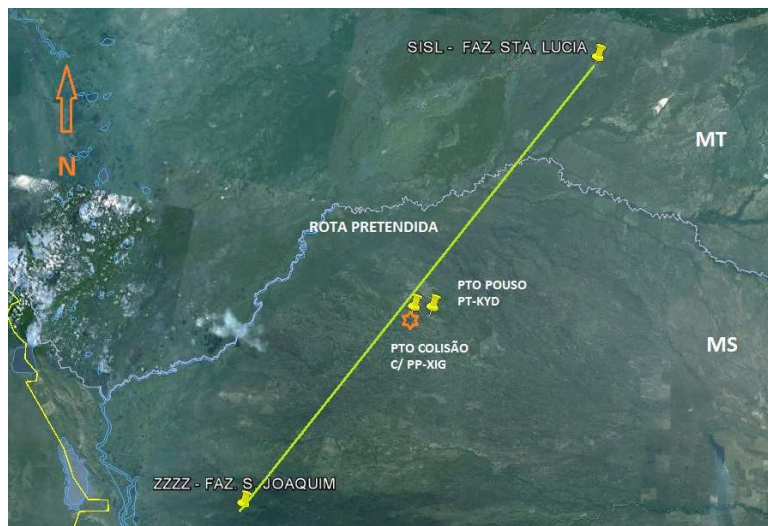 SISL - FAZ. STA. LUCIA
N
MT
ROTA PRETENDIDA
PTO POUSO
PT-KYD
PTO COLISÃO
C/ PP-XIG
MS
ZZZZ - FAZ. S. JOAQUIM